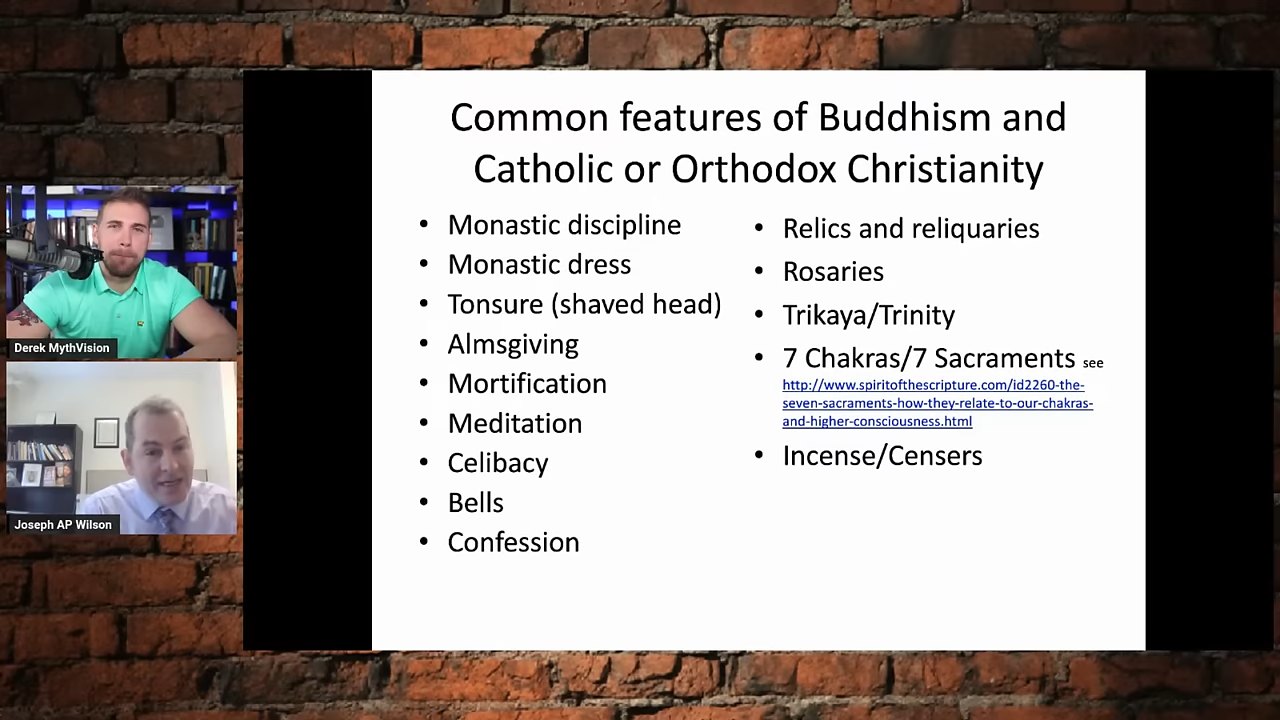 Common features of Buddhism and
Catholic or Orthodox Christianity
• Monastic discipline
• Monastic dress
• Tonsure (shaved head)
• Almsgiving
• Mortification
• Meditation
• Celibacy
• Bells
• Confession
• Relics and reliquaries
• Rosaries
• Trikaya/Trinity
• 7 Chakras/7 Sacraments see
http://www.spiritofthescripture.com/id2260-the-
seven-sacraments-how-they-relate-to-our-chakras-
and-higher-consciousness.html
• Incense/Censers
Derek MythVision
Joseph AP Wilson